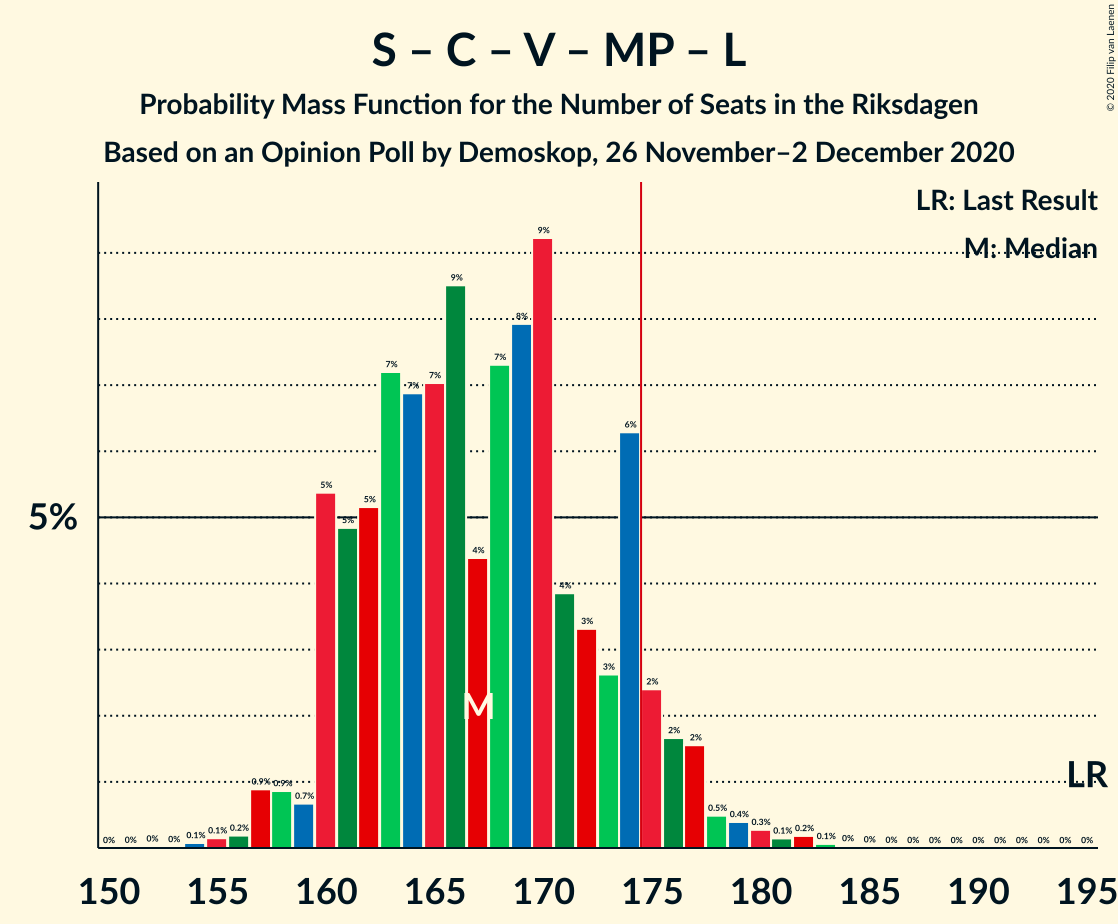 S – C – V – MP – L
Probability Mass Function for the Number of Seats in the Riksdagen
Based on an Opinion Poll by Demoskop, 26 November–2 December 2020
© 2020 Filip van Laenen
LR: Last Result
M: Median
5%
0% 0% 0% 0% 0.1% 0.1% 0.2% 0.9% 0.9% 0.7% 5% 5% 5% 7% 7% 7% 9% 4% 7% 8% 9% 4% 3% 3% 6% 2% 2% 2% 0.5% 0.4% 0.3% 0.1% 0.2% 0.1% 0% 0% 0% 0% 0% 0% 0% 0% 0% 0% 0% 0%
M
LR
150 155 160 165 170 175 180 185 190 195